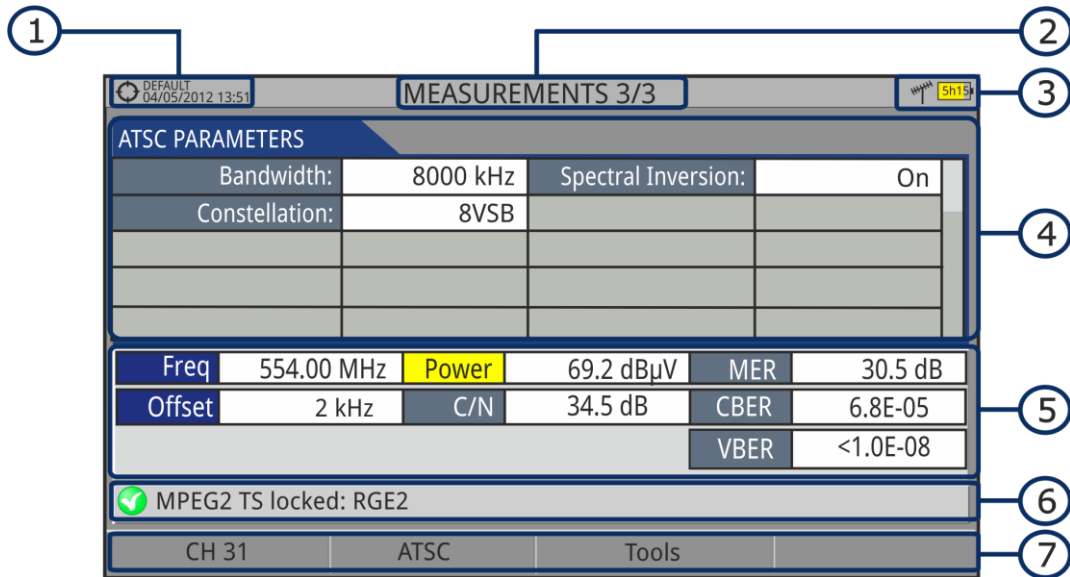 1
2
DEFAULT
04/05/2012 13:51
MEASUREMENTS 3/3
5h15
3
ATSC PARAMETERS
Bandwidth: 8000 kHz Spectral Inversion: On
Constellation: 8VSB
4
Freq 554.00 MHz Power 69.2 dBµV MER 30.5 dB
Offset 2 kHz C/N 34.5 dB CBER 6.8E-05
5
VBER <1.0E-08
MPEG2 TS locked: RGE2
6
CH 31 ATSC Tools
7